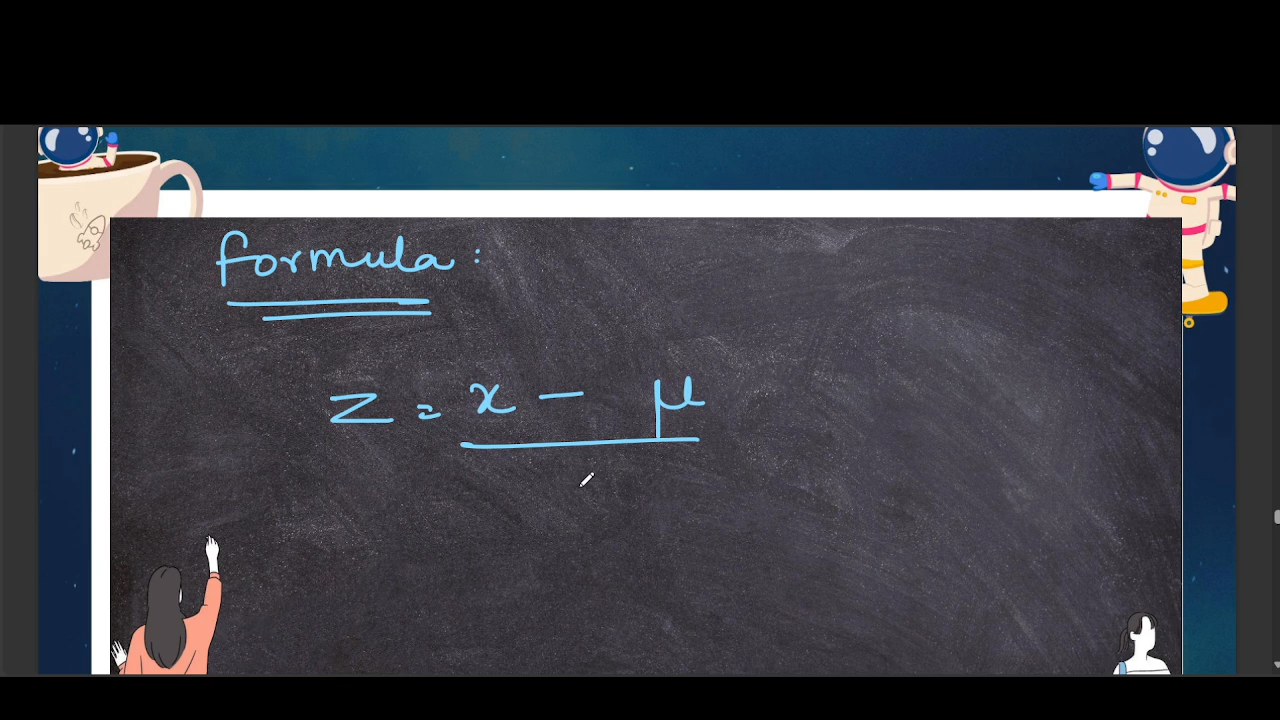 formula :
z = x - μ